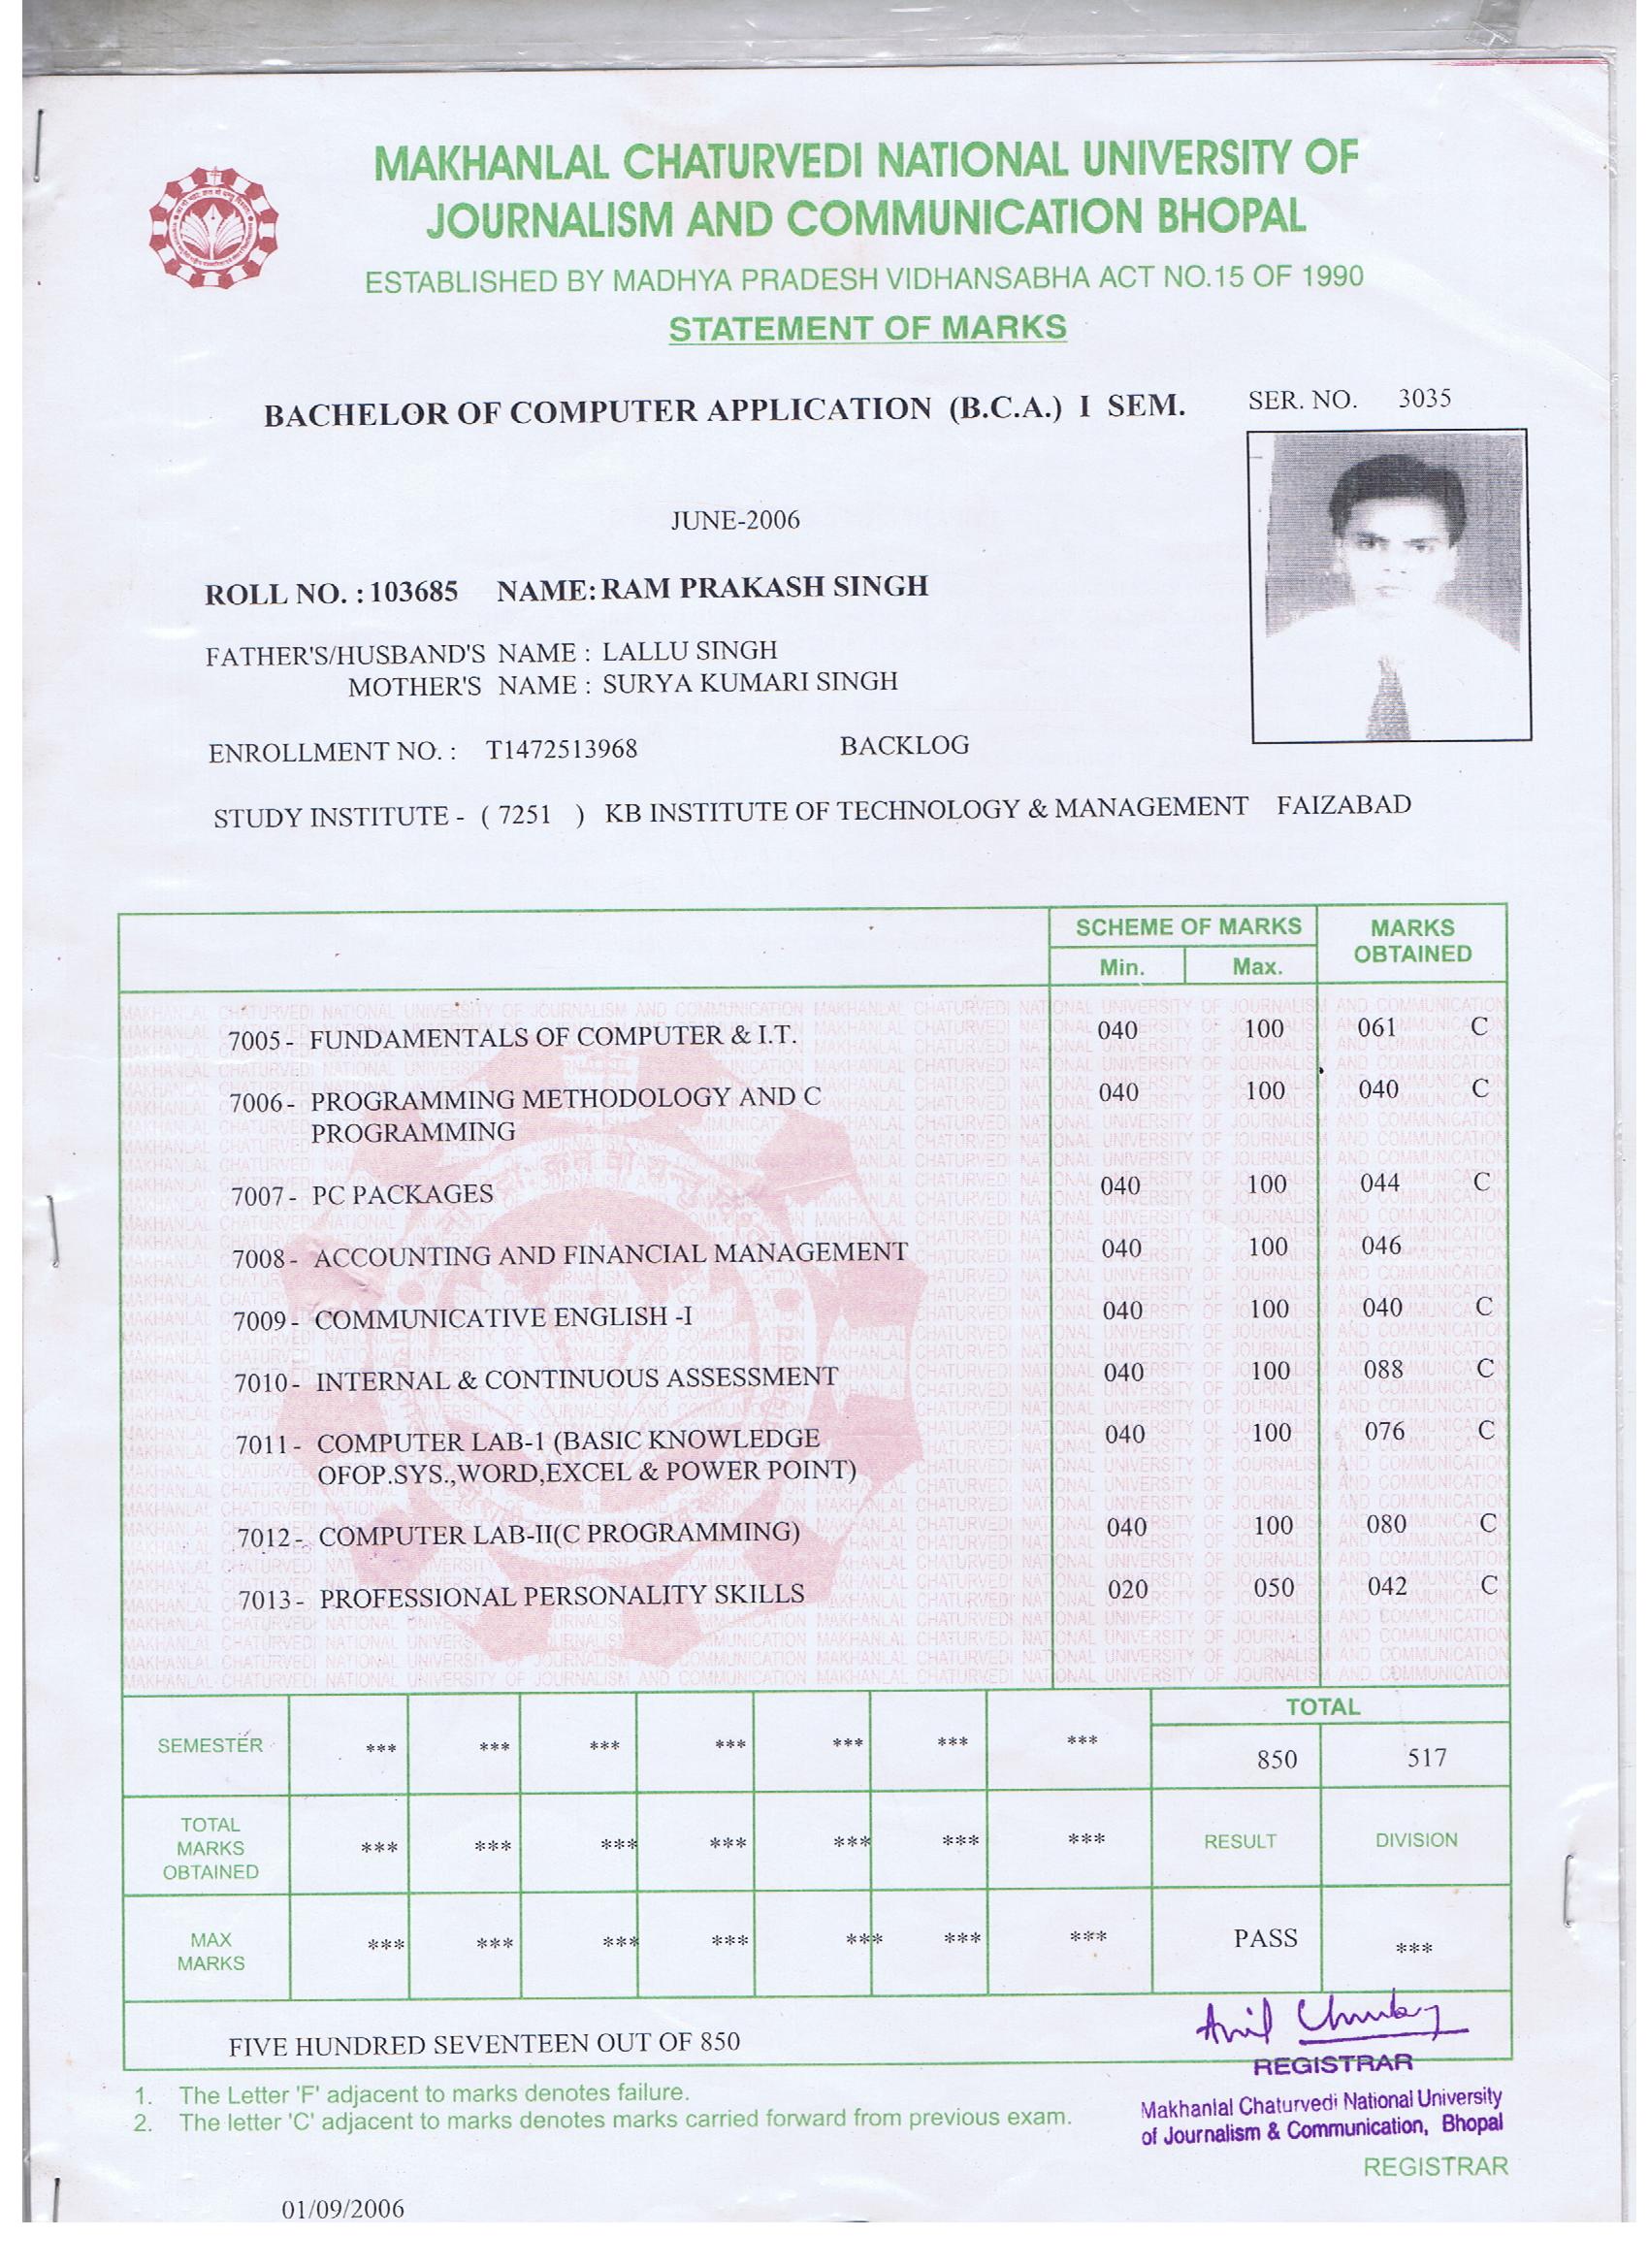 MAKHANLAL CHATURVEDI NATIONAL UNIVERSITY OF
JOURNALISM AND COMMUNICATION BHOPAL
ESTABLISHED BY MADHYA PRADESH VIDHANSABHA ACT NO.15 OF 1990
STATEMENT OF MARKS
BACHELOR OF COMPUTER APPLICATION (B.C.A.) I SEM.
SER. NO. 3035
JUNE-2006
ROLL NO. : 103685 NAME: RAM PRAKASH SINGH
FATHER'S/HUSBAND'S NAME : LALLU SINGH
MOTHER'S NAME : SURYA KUMARI SINGH
ENROLLMENT NO. : T1472513968 BACKLOG
STUDY INSTITUTE - ( 7251 ) KB INSTITUTE OF TECHNOLOGY & MANAGEMENT FAIZABAD
SCHEME OF MARKS MARKS OBTAINED
Min. Max.
7005 - FUNDAMENTALS OF COMPUTER & I.T. 040 100 061 C
7006 - PROGRAMMING METHODOLOGY AND C 040 100 040 C
PROGRAMMING
7007 - PC PACKAGES 040 100 044 C
7008 - ACCOUNTING AND FINANCIAL MANAGEMENT 040 100 046
7009 - COMMUNICATIVE ENGLISH -I 040 100 040 C
7010 - INTERNAL & CONTINUOUS ASSESSMENT 040 100 088 C
7011 - COMPUTER LAB-1 (BASIC KNOWLEDGE 040 100 076 C
OFOP.SYS.,WORD,EXCEL & POWER POINT)
7012 - COMPUTER LAB-II(C PROGRAMMING) 040 100 080 C
7013 - PROFESSIONAL PERSONALITY SKILLS 020 050 042 C
TOTAL
SEMESTER *** *** *** *** *** *** *** 850 517
TOTAL MARKS OBTAINED *** *** *** *** *** *** *** RESULT DIVISION
MAX MARKS *** *** *** *** *** *** *** PASS ***
FIVE HUNDRED SEVENTEEN OUT OF 850
REGISTRAR
Makhanlal Chaturvedi National University
of Journalism & Communication, Bhopal
1. The Letter 'F' adjacent to marks denotes failure.
2. The letter 'C' adjacent to marks denotes marks carried forward from previous exam.
REGISTRAR
01/09/2006